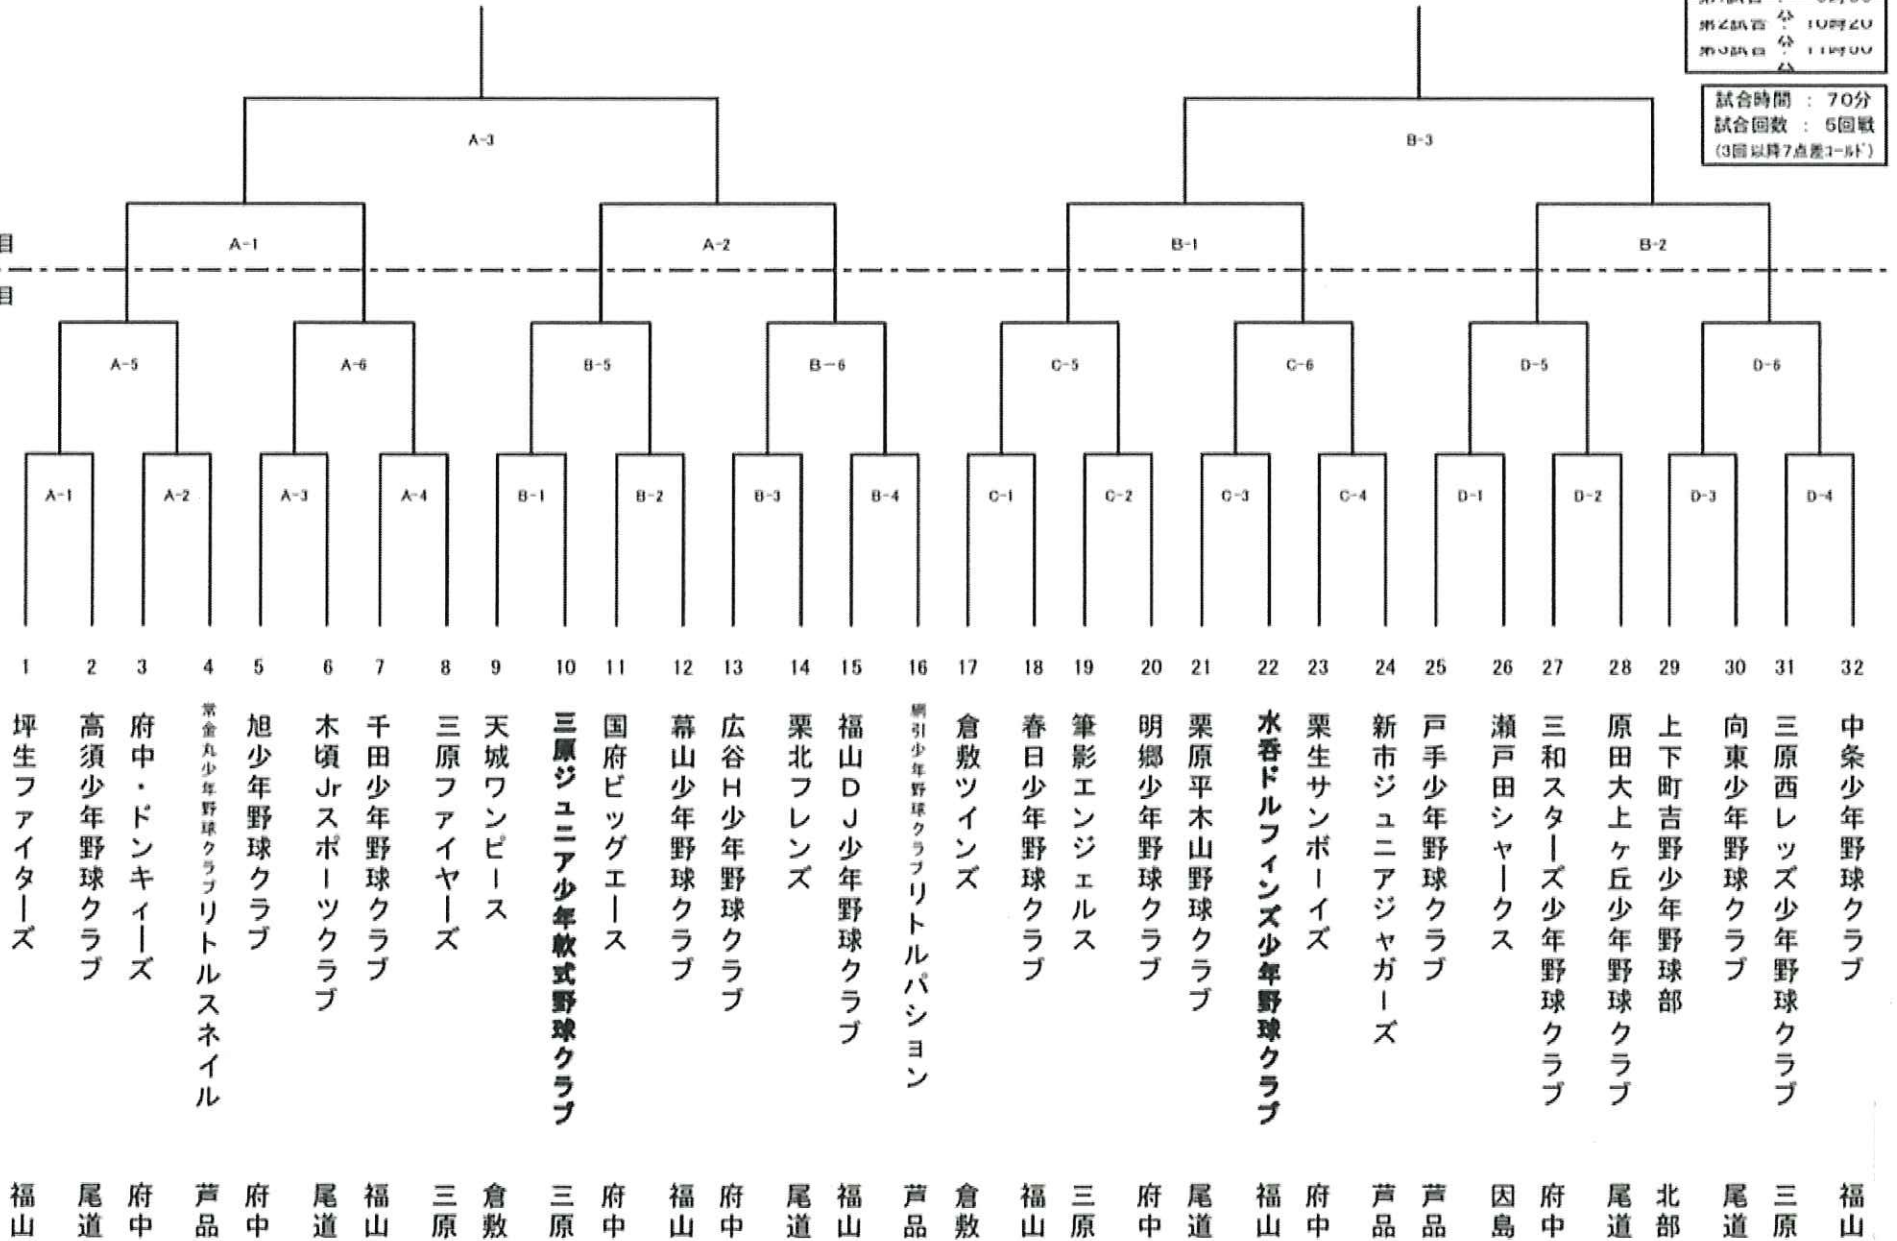 第2試合 : 10時20分
第3試合 : 11時
試合時間 : 70分
試合回数 : 5回戦
(3回以降7点差コールド)
A-3
B-3
目
A-1
A-2
B-1
B-2
目
A-5
A-6
B-5
B-6
C-5
C-6
D-5
D-6
A-1
A-2
A-3
A-4
B-1
B-2
B-3
B-4
C-1
C-2
C-3
C-4
D-1
D-2
D-3
D-4
1 2 3 4 5 6 7 8 9 10 11 12 13 14 15 16 17 18 19 20 21 22 23 24 25 26 27 28 29 30 31 32
坪生ファイターズ
高須少年野球クラブ
府中・ドンキィーズ
常金丸少年野球クラブリトルスネイル
旭少年野球クラブ
木頃Jrスポーツクラブ
千田少年野球クラブ
三原ファイヤーズ
天城ワンピース
三原ジュニア少年軟式野球クラブ
国府ビッグエース
幕山少年野球クラブ
広谷H少年野球クラブ
栗北フレンズ
福山DJ少年野球クラブ
網引少年野球クラブリトルパション
倉敷ツインズ
春日少年野球クラブ
筆影エンジェルス
明郷少年野球クラブ
栗原平木山野球クラブ
水呑ドルフィンズ少年野球クラブ
栗生サンボーイズ
新市ジュニアジャガーズ
戸手少年野球クラブ
瀬戸田シャークス
三和スターズ少年野球クラブ
原田大上ヶ丘少年野球クラブ
上下町吉野少年野球部
向東少年野球クラブ
三原西レッズ少年野球クラブ
中条少年野球クラブ
福山
尾道
府中
芦品
府中
尾道
福山
三原
倉敷
三原
府中
福山
府中
尾道
福山
芦品
倉敷
福山
三原
府中
尾道
福山
府中
芦品
芦品
因島
府中
尾道
北部
尾道
三原
福山